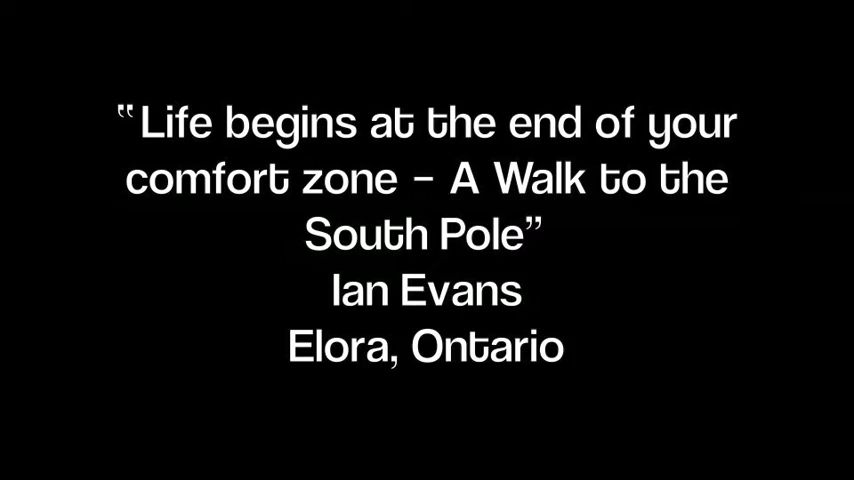 “Life begins at the end of your
comfort zone - A Walk to the
South Pole”
Ian Evans
Elora, Ontario